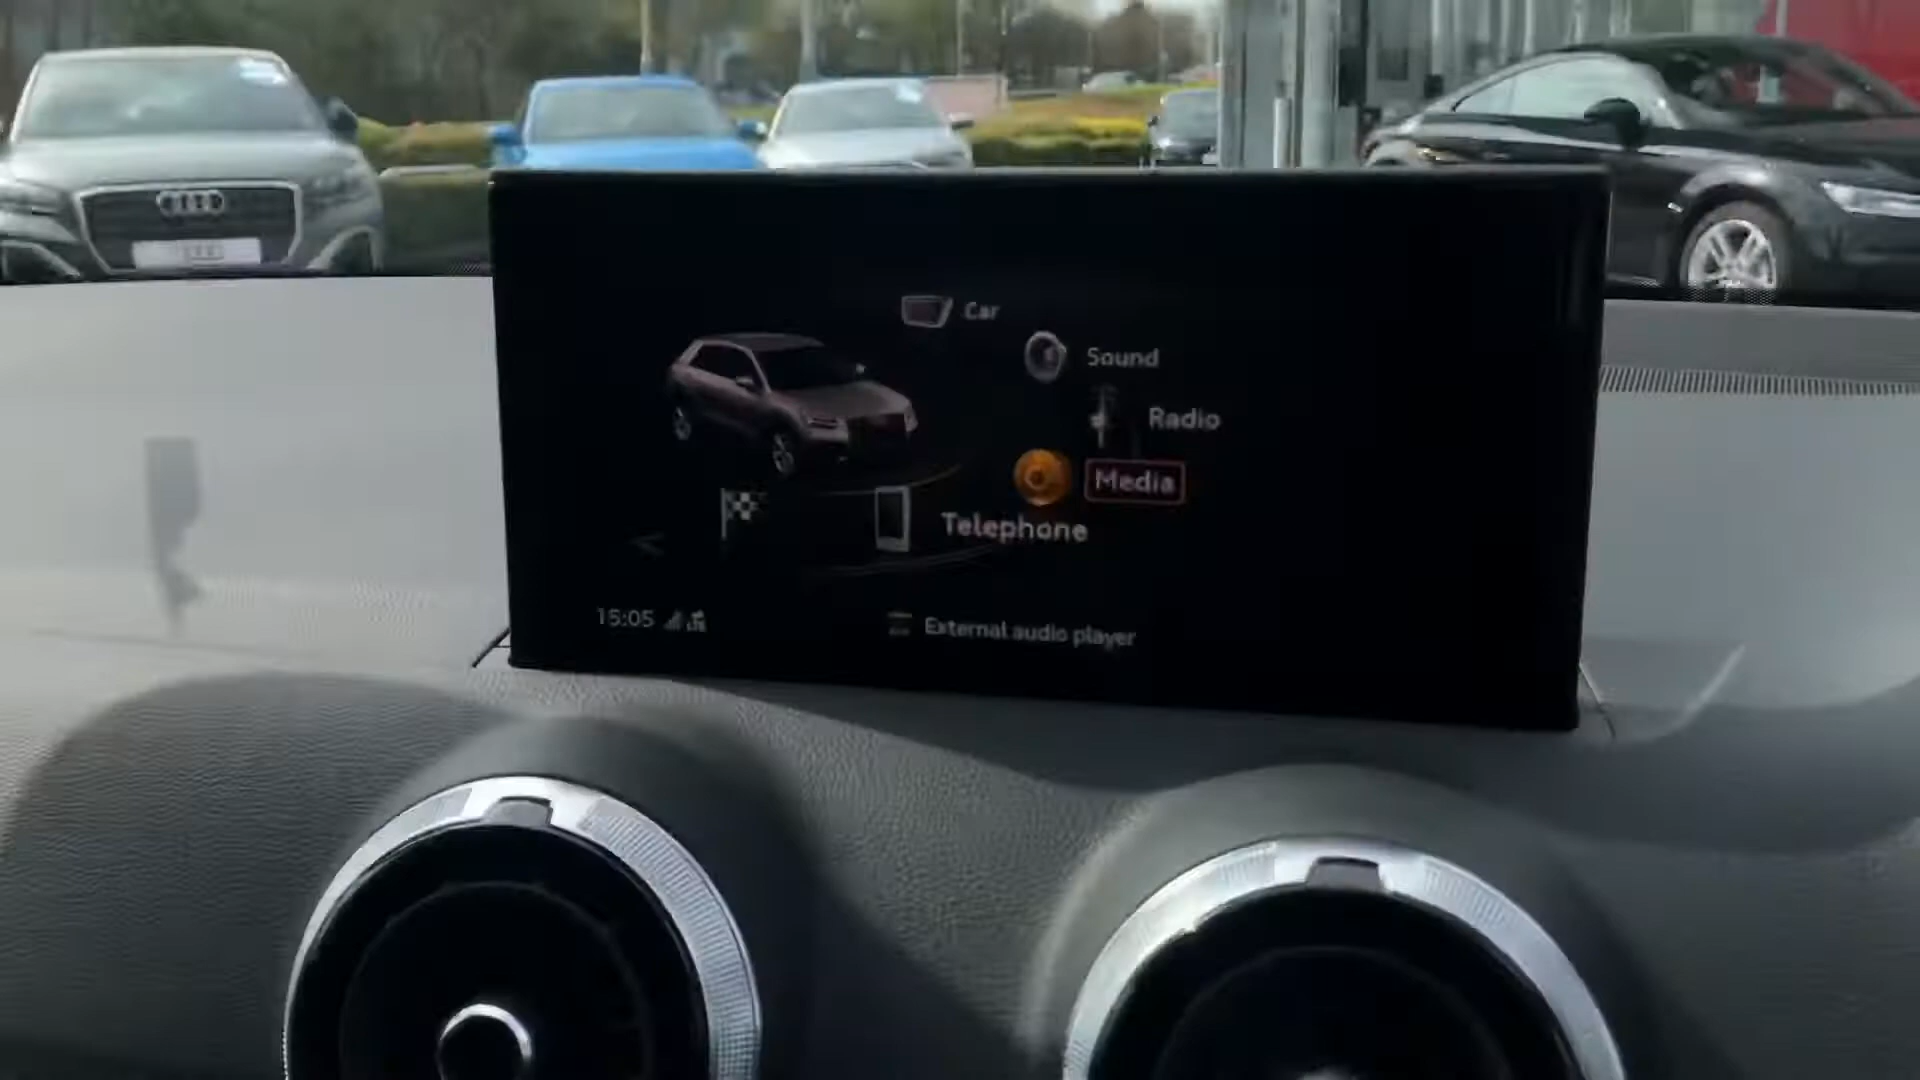 Car
Sound
Radio
Media
Telephone
15:05
External audio player